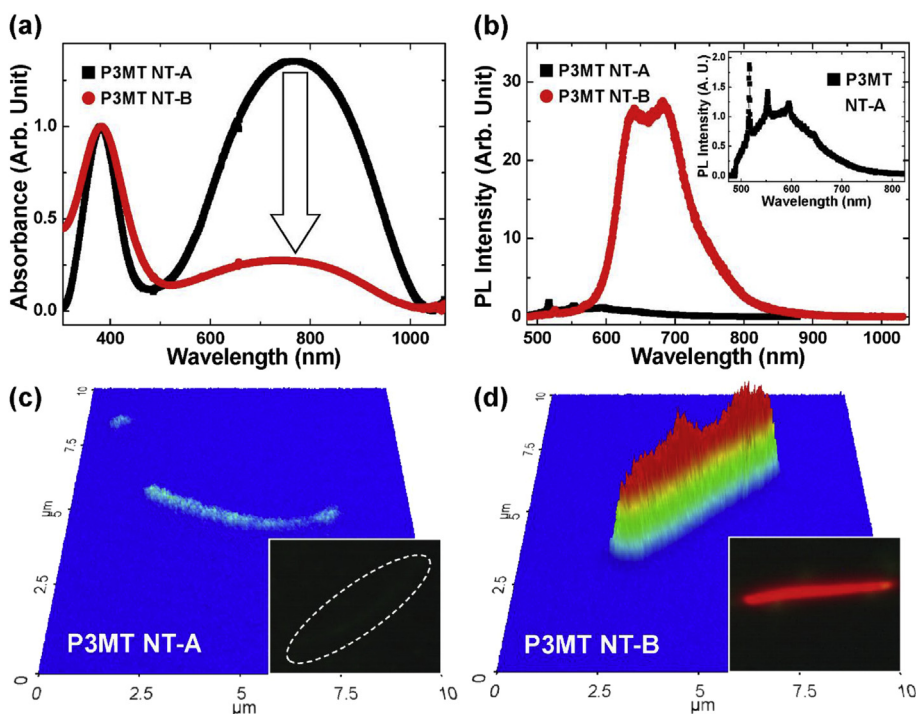 (a)
P3MT NT-A
P3MT NT-B
Absorbance (Arb. Unit)
1.0
0.5
0.0
400 600 800 1000
Wavelength (nm)
(b)
P3MT NT-A
P3MT NT-B
PL Intensity (Arb. Unit)
30
20
10
0
500 600 700 800 900 1000
Wavelength (nm)
P3MT
NT-A
PL Intensity (A. U.)
2.0
1.5
1.0
0.5
0.0
500 600 700 800
Wavelength (nm)
(c)
10
7.5
µm
5
2.5
0
P3MT NT-A
0 2.5 5 7.5 10
µm
(d)
10
7.5
µm
5
2.5
0
P3MT NT-B
0 2.5 5 7.5 10
µm